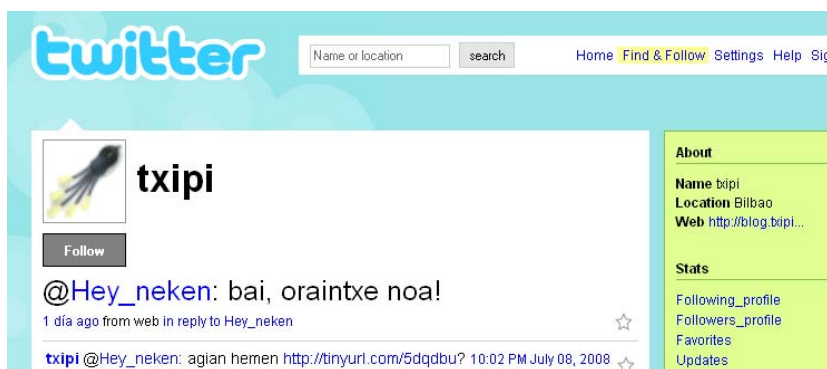 twitter
Name or location search Home Find & Follow Settings Help
txipi
Follow
@Hey_neken: bai, oraintxe noa!
1 día ago from web in reply to Hey_neken
txipi @Hey_neken: agian hemen http://tinyurl.com/5dqdbu? 10:02 PM July 08, 2008
About
Name txipi
Location Bilbao
Web http://blog.txipi...
Stats
Following_profile
Followers_profile
Favorites
Updates